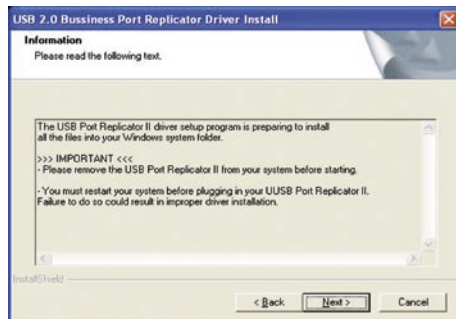 USB 2.0 Bussiness Port Replicator Driver Install
Information
Please read the following text.
The USB Port Replicator II driver setup program is preparing to install
all the files into your Windows system folder.
>>> IMPORTANT <<<
- Please remove the USB Port Replicator II from your system before starting.
- You must restart your system before plugging in your UUSB Port Replicator II.
Failure to do so could result in improper driver installation.
InstallShield
< Back Next > Cancel